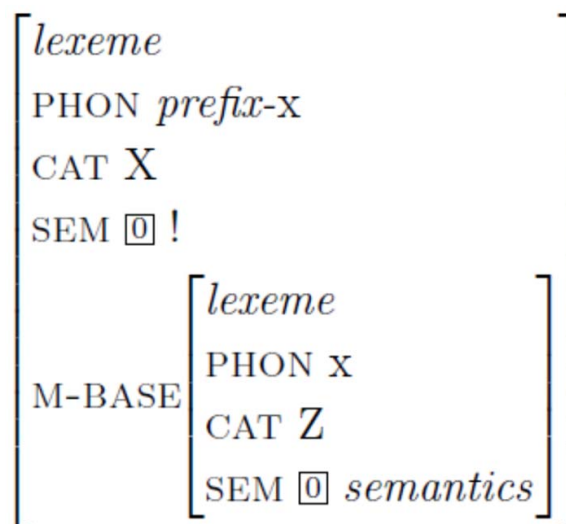 lexeme
PHON prefix-x
CAT X
SEM 0 !
lexeme
PHON x
M-BASE
CAT Z
SEM 0 semantics